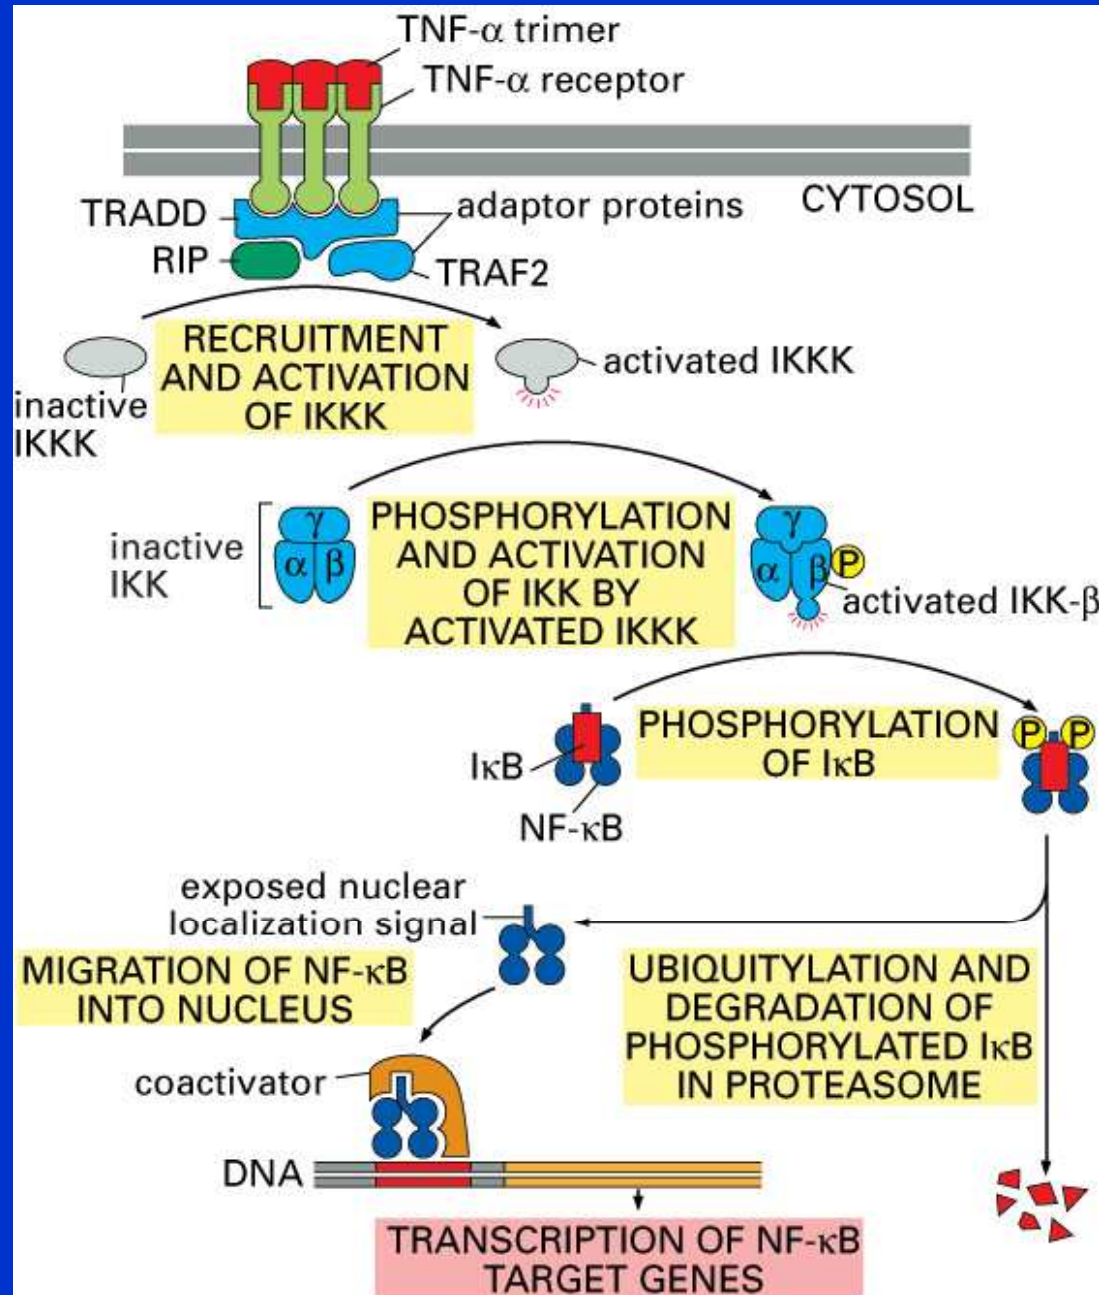 TNF-α trimer
TNF-α receptor
CYTOSOL
TRADD
adaptor proteins
RIP
TRAF2
RECRUITMENT
AND ACTIVATION
OF IKKK
inactive
IKKK
activated IKKK
inactive
IKK
γ
α β
PHOSPHORYLATION
AND ACTIVATION
OF IKK BY
ACTIVATED IKKK
γ
α β P
activated IKK-β
IκB
NF-κB
PHOSPHORYLATION
OF IκB
P P
exposed nuclear
localization signal
MIGRATION OF NF-κB
INTO NUCLEUS
UBIQUITYLATION AND
DEGRADATION OF
PHOSPHORYLATED IκB
IN PROTEASOME
coactivator
DNA
TRANSCRIPTION OF NF-κB
TARGET GENES